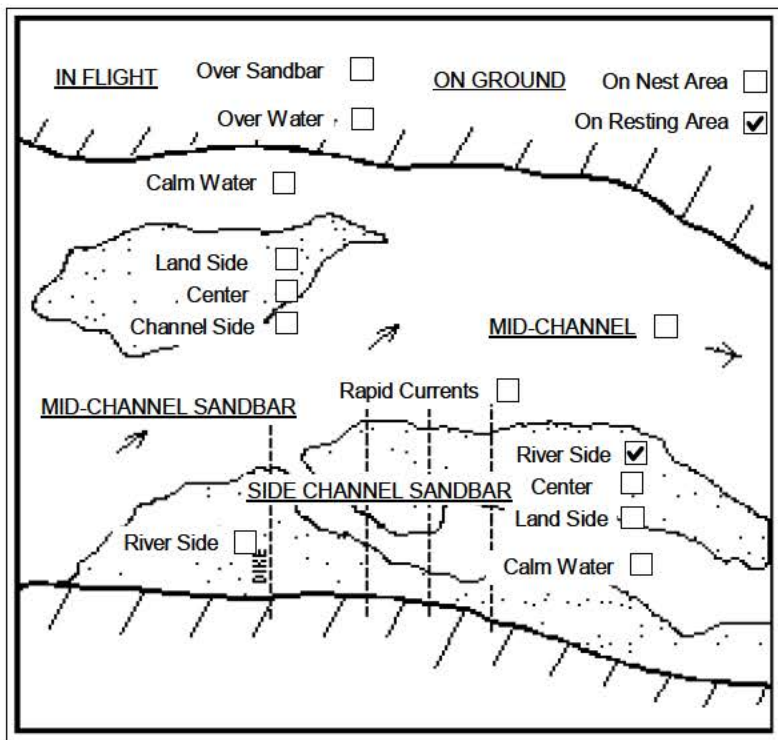 IN FLIGHT Over Sandbar ON GROUND On Nest Area
Over Water On Resting Area
Calm Water
Land Side
Center
Channel Side
MID-CHANNEL
Rapid Currents
MID-CHANNEL SANDBAR
River Side
SIDE CHANNEL SANDBAR
Center
Land Side
River Side
DIKE
Calm Water